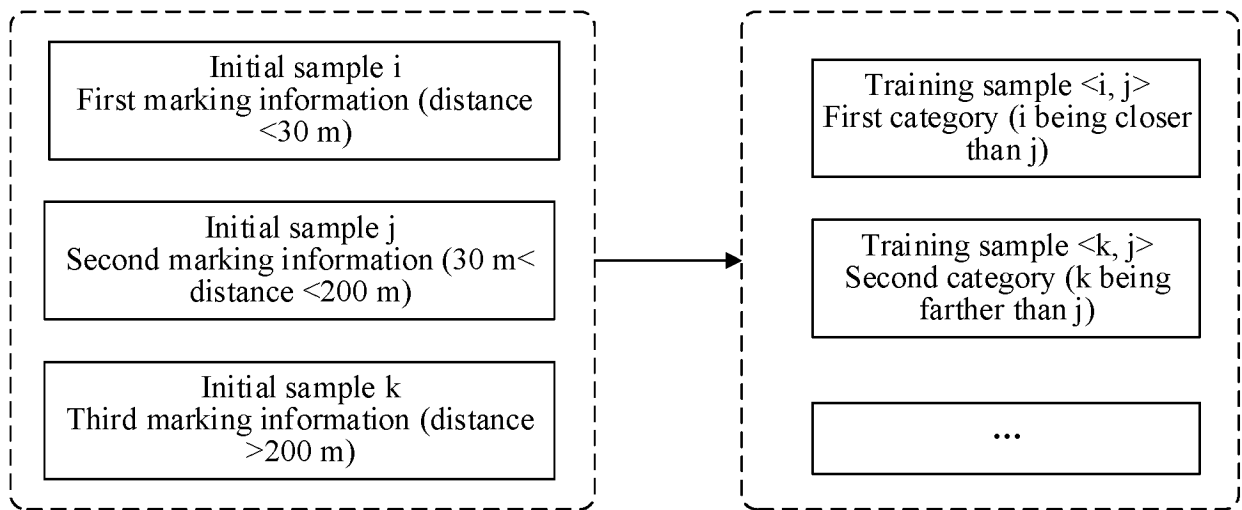 Initial sample i
First marking information (distance
<30 m)
Initial sample j
Second marking information (30 m<
distance <200 m)
Initial sample k
Third marking information (distance
>200 m)
Training sample <i, j>
First category (i being closer
than j)
Training sample <k, j>
Second category (k being
farther than j)
...